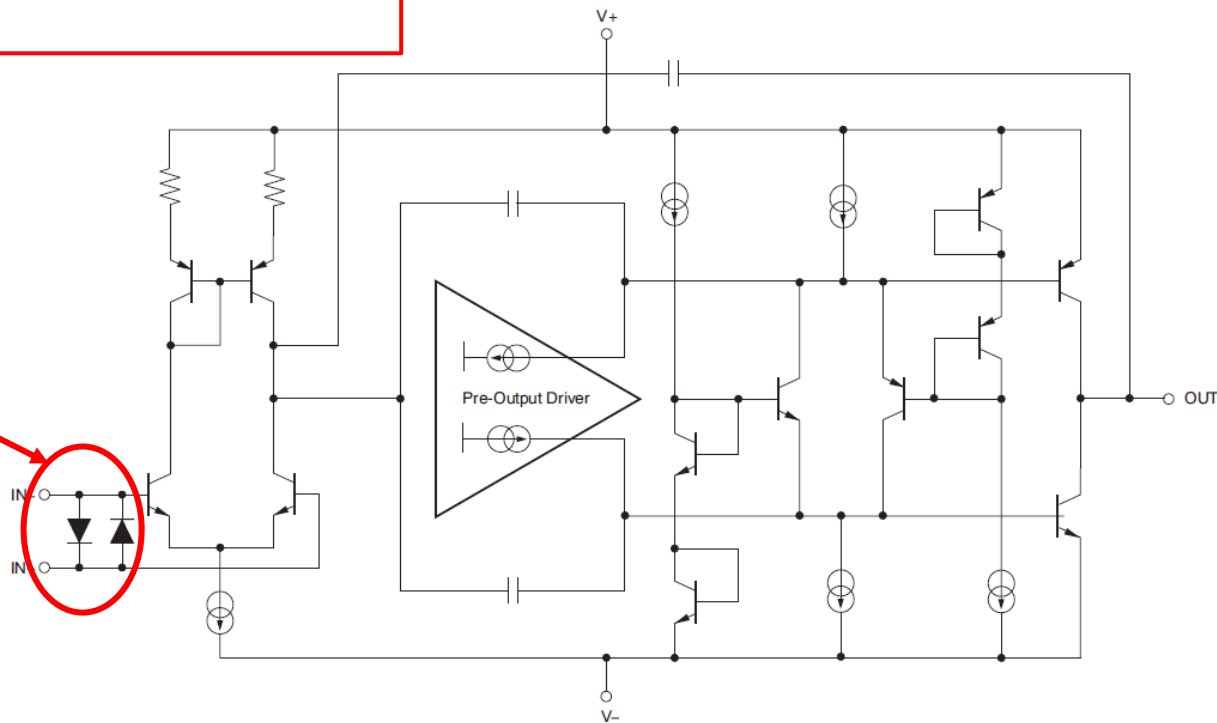 V+
Pre-Output Driver
OUT
IN-
IN
V–